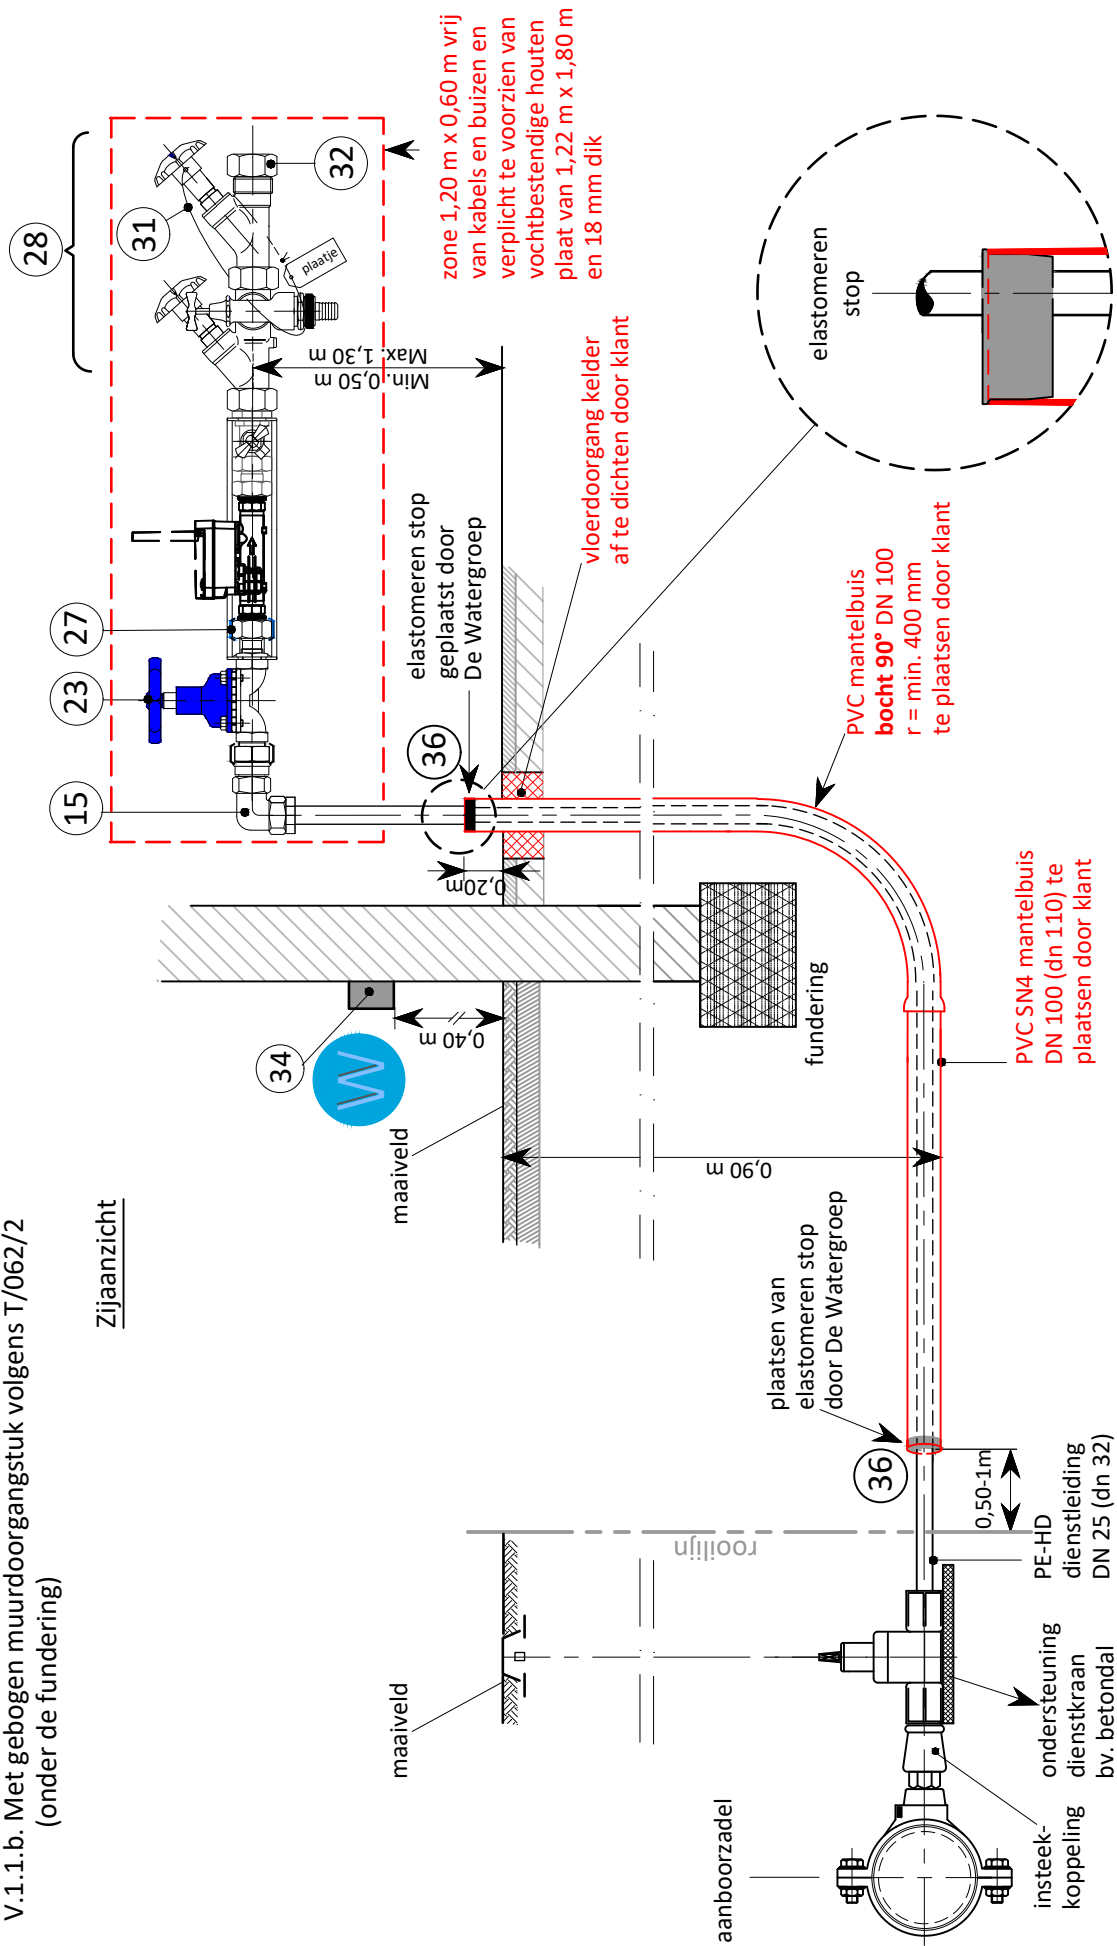 V.1.1.b. Met gebogen muurdoorgangstuk volgens T/062/2
(onder de fundering)
Zijaanzicht
28
31
32
27
23
15
plaatje
zone 1,20 m x 0,60 m vrij
van kabels en buizen en
verplicht te voorzien van
vochtbestendige houten
plaat van 1,22 m x 1,80 m
en 18 mm dik
Min. 0,50 m
Max. 1,30 m
elastomeren stop
geplaatst door
De Watergroep
36
vloerdoorgang kelder
af te dichten door klant
elastomeren
stop
0,20m
34
W
0,40 m
maaiveld
fundering
PVC mantelbuis
bocht 90° DN 100
r = min. 400 mm
te plaatsen door klant
PVC SN4 mantelbuis
DN 100 (dn 110) te
plaatsen door klant
0,90 m
plaatsen van
elastomeren stop
door De Watergroep
36
0,50-1m
rooilijn
PE-HD
dienstleiding
DN 25 (dn 32)
maaiveld
ondersteuning
dienstkraan
bv. betondal
insteek-
koppeling
aanboorzadel